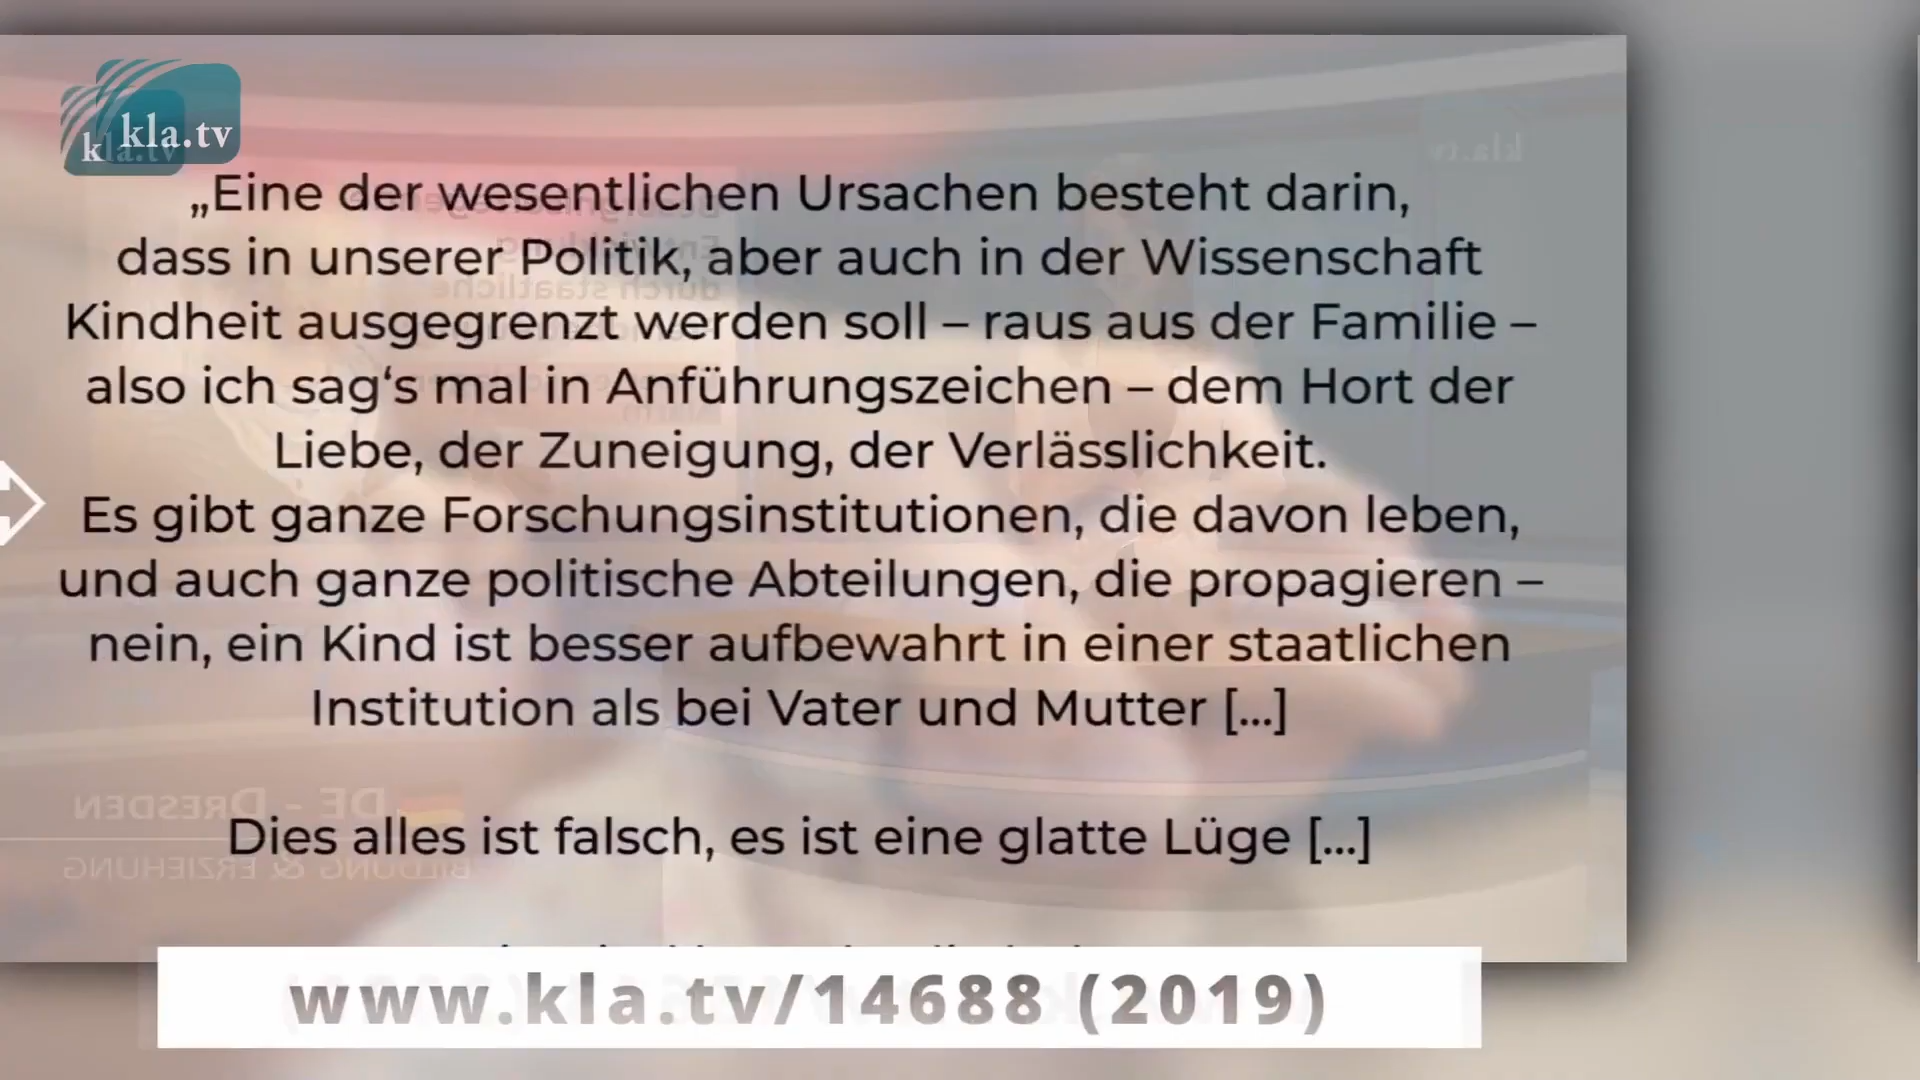 kla.tv
„Eine der wesentlichen Ursachen besteht darin,
dass in unserer Politik, aber auch in der Wissenschaft
Kindheit ausgegrenzt werden soll – raus aus der Familie –
also ich sag‘s mal in Anführungszeichen – dem Hort der
Liebe, der Zuneigung, der Verlässlichkeit.
Es gibt ganze Forschungsinstitutionen, die davon leben,
und auch ganze politische Abteilungen, die propagieren –
nein, ein Kind ist besser aufbewahrt in einer staatlichen
Institution als bei Vater und Mutter [...]
DE - DRESDEN
Dies alles ist falsch, es ist eine glatte Lüge [...]
BILDUNG & ERZIEHUNG
www.kla.tv/14688 (2019)